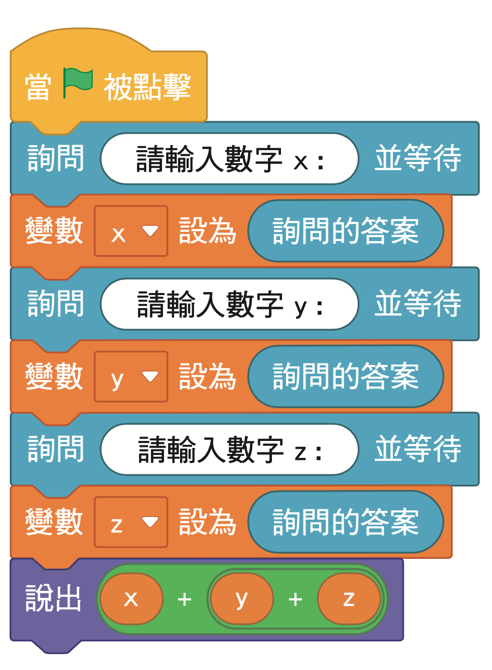 當 被點擊
詢問 請輸入數字 x : 並等待
變數 x 設為 詢問的答案
詢問 請輸入數字 y : 並等待
變數 y 設為 詢問的答案
詢問 請輸入數字 z : 並等待
變數 z 設為 詢問的答案
說出 x + y + z